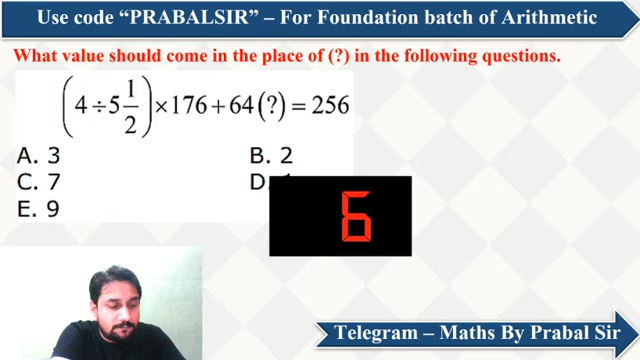 Use code “PRABALSIR” – For Foundation batch of Arithmetic
What value should come in the place of (?) in the following questions.
(4 ÷ 5 1/2) × 176 + 64 (?) = 256
A. 3
B. 2
C. 7
D.
E. 9
6
Telegram – Maths By Prabal Sir